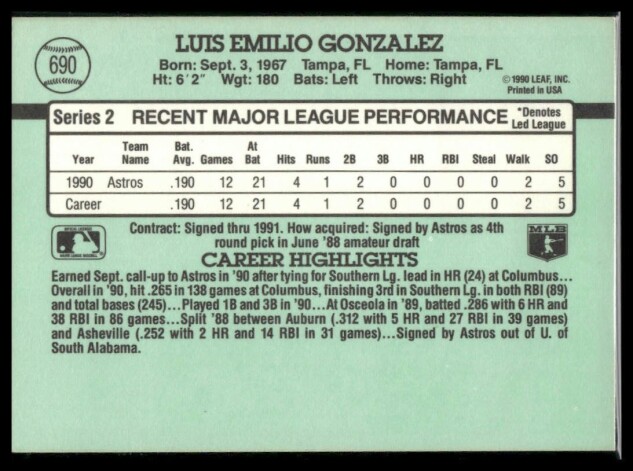 690
LUIS EMILIO GONZALEZ
Born: Sept. 3, 1967 Tampa, FL Home: Tampa, FL
Ht: 6'2" Wgt: 180 Bats: Left Throws: Right
© 1990 LEAF, INC.
Printed in USA
Series 2 RECENT MAJOR LEAGUE PERFORMANCE *Denotes Led League
Year Team Name Bat. Avg. Games At Bat Hits Runs 2B 3B HR RBI Steal Walk SO
1990 Astros .190 12 21 4 1 2 0 0 0 0 2 5
Career .190 12 21 4 1 2 0 0 0 0 2 5
Contract: Signed thru 1991. How acquired: Signed by Astros as 4th
round pick in June '88 amateur draft
MLB
CAREER HIGHLIGHTS
Earned Sept. call-up to Astros in '90 after tying for Southern Lg. lead in HR (24) at Columbus...
Overall in '90, hit .265 in 138 games at Columbus, finishing 3rd in Southern Lg. in both RBI (89)
and total bases (245)...Played 1B and 3B in '90...At Osceola in '89, batted .286 with 6 HR and
38 RBI in 86 games...Split '88 between Auburn (.312 with 5 HR and 27 RBI in 39 games)
and Asheville (.252 with 2 HR and 14 RBI in 31 games)...Signed by Astros out of U. of
South Alabama.